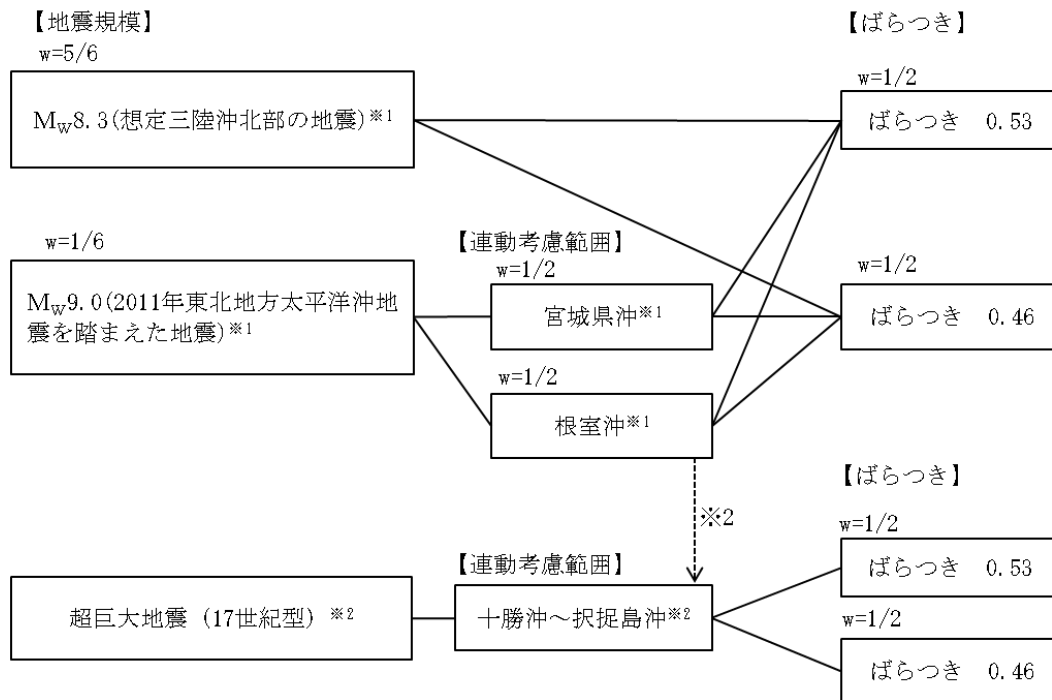 【地震規模】
w=5/6
MW8.3(想定三陸沖北部の地震)※1
【ばらつき】
w=1/2
ばらつき 0.53
w=1/6
MW9.0(2011年東北地方太平洋沖地
震を踏まえた地震)※1
【連動考慮範囲】
w=1/2
宮城県沖※1
w=1/2
根室沖※1
w=1/2
ばらつき 0.46
※2
超巨大地震（17世紀型）※2
【連動考慮範囲】
十勝沖～択捉島沖※2
【ばらつき】
w=1/2
ばらつき 0.53
w=1/2
ばらつき 0.46